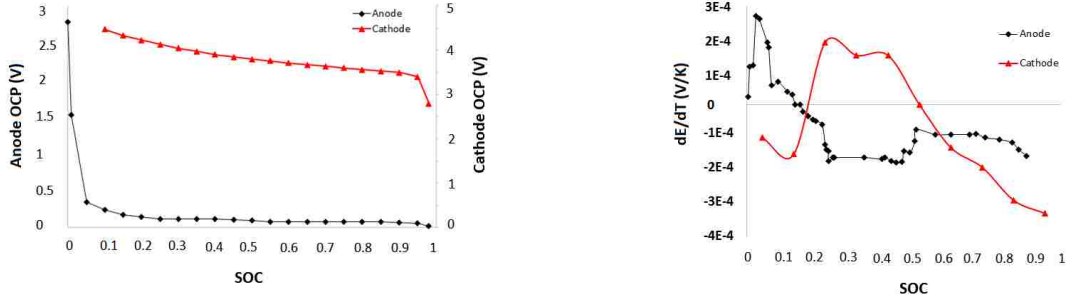 3
2.5
2
1.5
1
0.5
0
Anode OCP (V)
Anode
Cathode
5
4
3
2
1
0
Cathode OCP (V)
0 0.1 0.2 0.3 0.4 0.5 0.6 0.7 0.8 0.9 1
SOC
3E-4
2E-4
1E-4
0
-1E-4
-2E-4
-3E-4
-4E-4
dE/dT (V/K)
Anode
Cathode
0 0.1 0.2 0.3 0.4 0.5 0.6 0.7 0.8 0.9 1
SOC